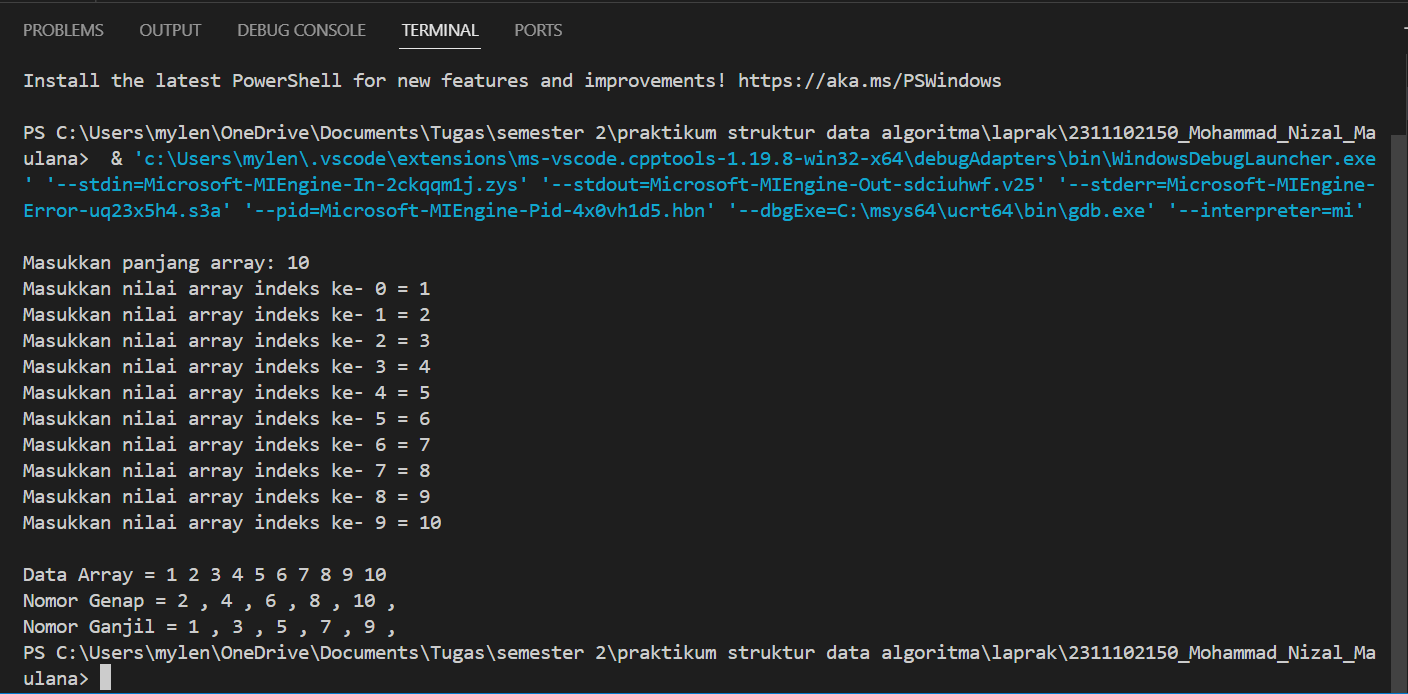 PROBLEMS OUTPUT DEBUG CONSOLE TERMINAL PORTS
Install the latest PowerShell for new features and improvements! https://aka.ms/PSWindows
PS C:\Users\mylen\OneDrive\Documents\Tugas\semester 2\praktikum struktur data algoritma\laprak\2311102150_Mohammad_Nizal_Ma
ulana>  & 'c:\Users\mylen\.vscode\extensions\ms-vscode.cpptools-1.19.8-win32-x64\debugAdapters\bin\WindowsDebugLauncher.exe
' '--stdin=Microsoft-MIEngine-In-2ckqqm1j.zys' '--stdout=Microsoft-MIEngine-Out-sdciuhwf.v25' '--stderr=Microsoft-MIEngine-
Error-uq23x5h4.s3a' '--pid=Microsoft-MIEngine-Pid-4x0vh1d5.hbn' '--dbgExe=C:\msys64\ucrt64\bin\gdb.exe' '--interpreter=mi'
Masukkan panjang array: 10
Masukkan nilai array indeks ke- 0 = 1
Masukkan nilai array indeks ke- 1 = 2
Masukkan nilai array indeks ke- 2 = 3
Masukkan nilai array indeks ke- 3 = 4
Masukkan nilai array indeks ke- 4 = 5
Masukkan nilai array indeks ke- 5 = 6
Masukkan nilai array indeks ke- 6 = 7
Masukkan nilai array indeks ke- 7 = 8
Masukkan nilai array indeks ke- 8 = 9
Masukkan nilai array indeks ke- 9 = 10
Data Array = 1 2 3 4 5 6 7 8 9 10
Nomor Genap = 2 , 4 , 6 , 8 , 10 ,
Nomor Ganjil = 1 , 3 , 5 , 7 , 9 ,
PS C:\Users\mylen\OneDrive\Documents\Tugas\semester 2\praktikum struktur data algoritma\laprak\2311102150_Mohammad_Nizal_Ma
ulana>